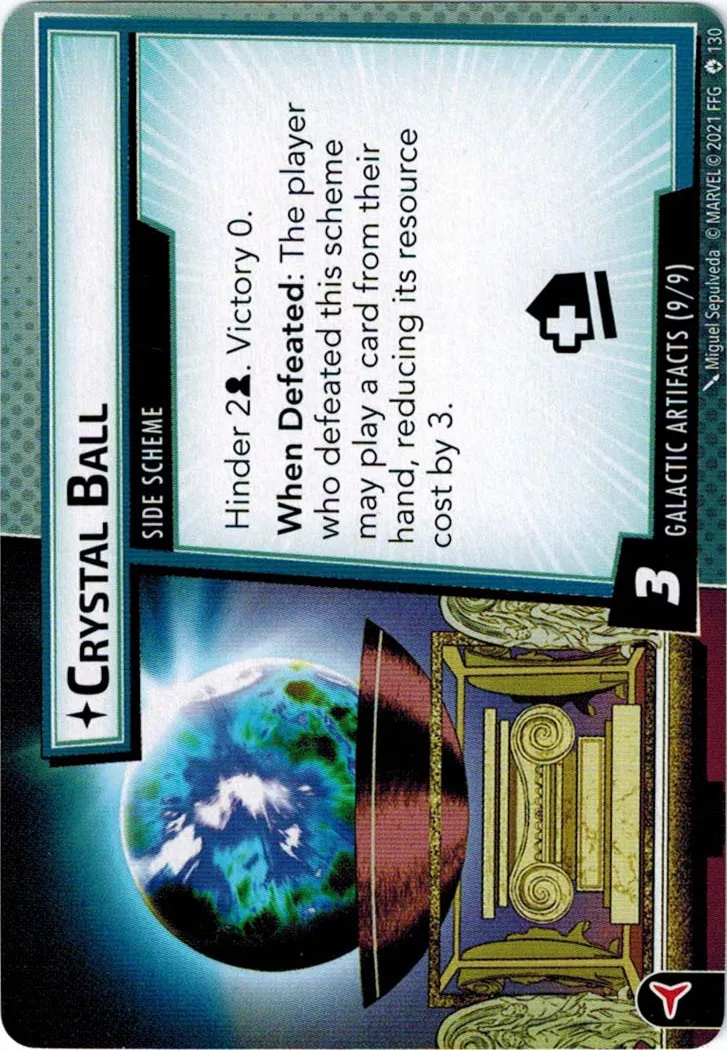 CRYSTAL BALL
SIDE SCHEME
Hinder 2. Victory 0.
When Defeated: The player
who defeated this scheme
may play a card from their
hand, reducing its resource
cost by 3.
3
GALACTIC ARTIFACTS (9/9)
Miguel Sepulveda © MARVEL © 2021 FFG 130